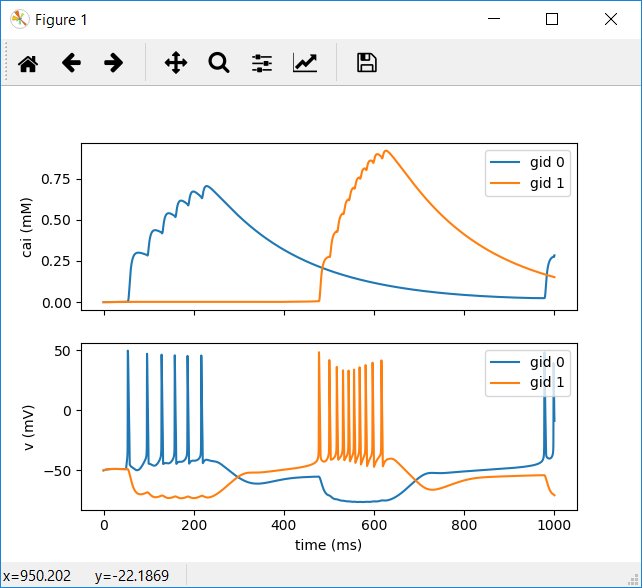 Figure 1
cai (mM)
0.75
0.50
0.25
0.00
gid 0
gid 1
v (mV)
50
0
−50
gid 0
gid 1
0 200 400 600 800 1000
time (ms)
x=950.202 y=-22.1869